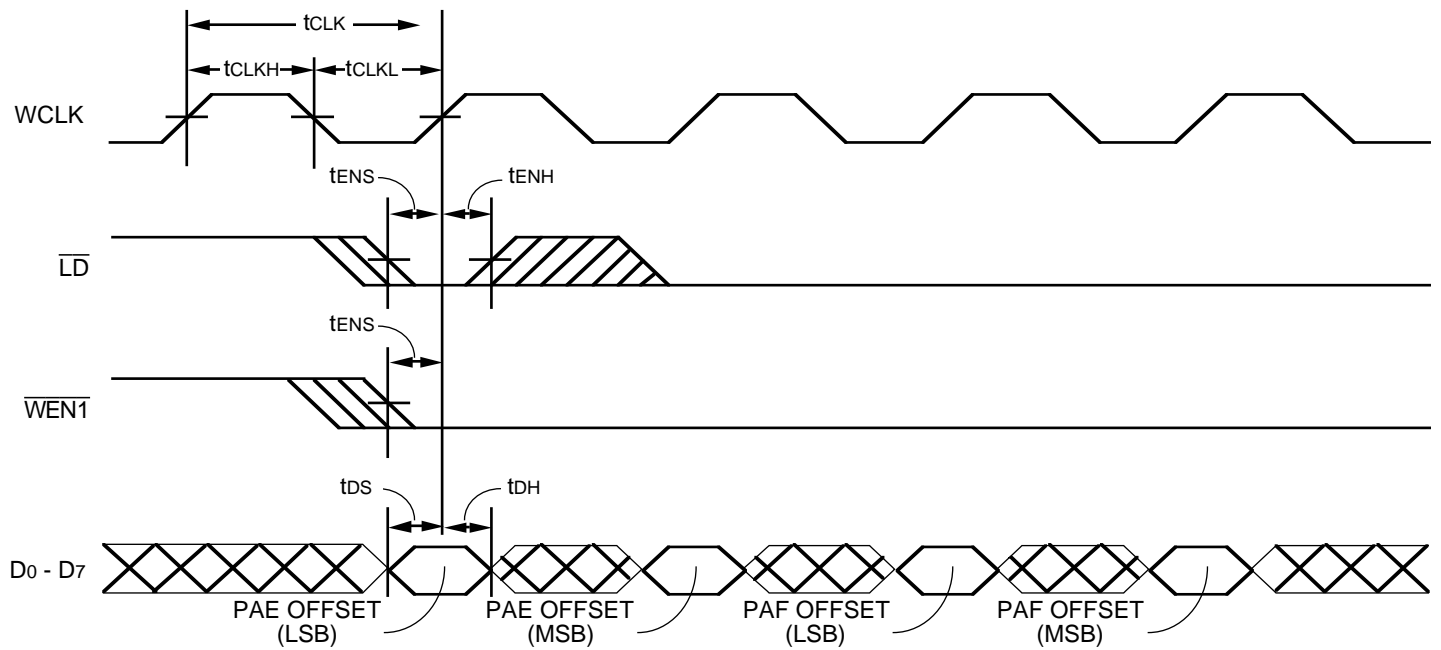 tCLK
tCLKH
tCLKL
WCLK
tENS
tENH
LD
tENS
WEN1
tDS
tDH
D0 - D7
PAE OFFSET
(LSB)
PAE OFFSET
(MSB)
PAF OFFSET
(LSB)
PAF OFFSET
(MSB)